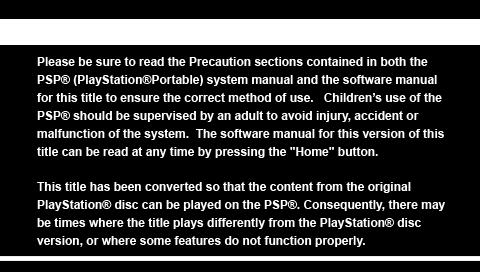 Please be sure to read the Precaution sections contained in both the
PSP® (PlayStation®Portable) system manual and the software manual
for this title to ensure the correct method of use.   Children's use of the
PSP® should be supervised by an adult to avoid injury, accident or
malfunction of the system.  The software manual for this version of this
title can be read at any time by pressing the "Home" button.

This title has been converted so that the content from the original
PlayStation® disc can be played on the PSP®. Consequently, there may
be times where the title plays differently from the PlayStation® disc
version, or where some features do not function properly.